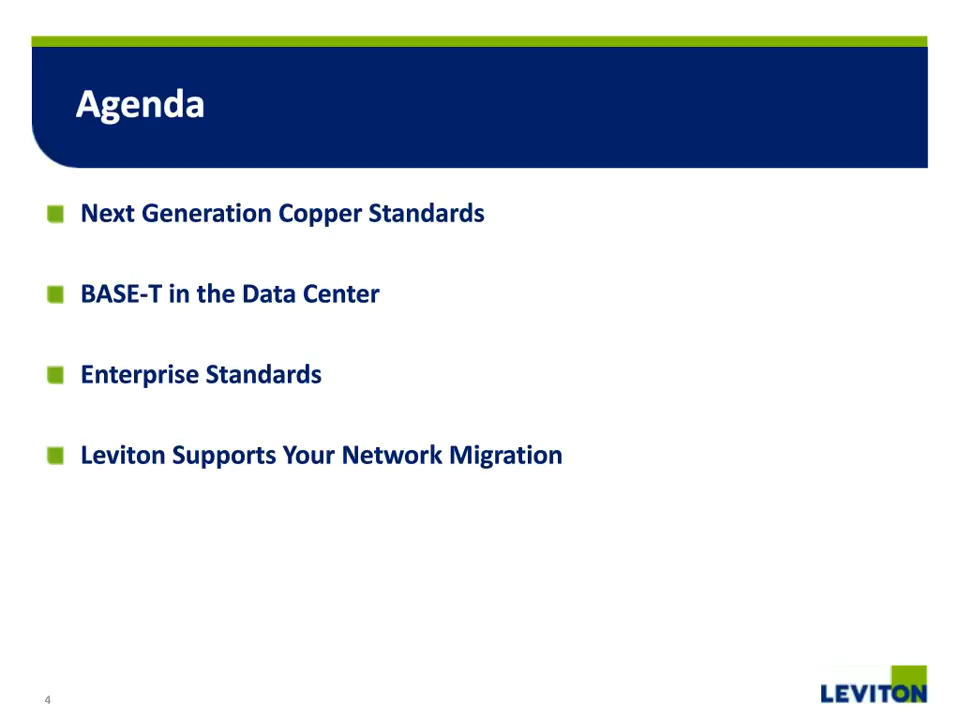 Agenda
Next Generation Copper Standards
BASE-T in the Data Center
Enterprise Standards
Leviton Supports Your Network Migration
4
LEVITON